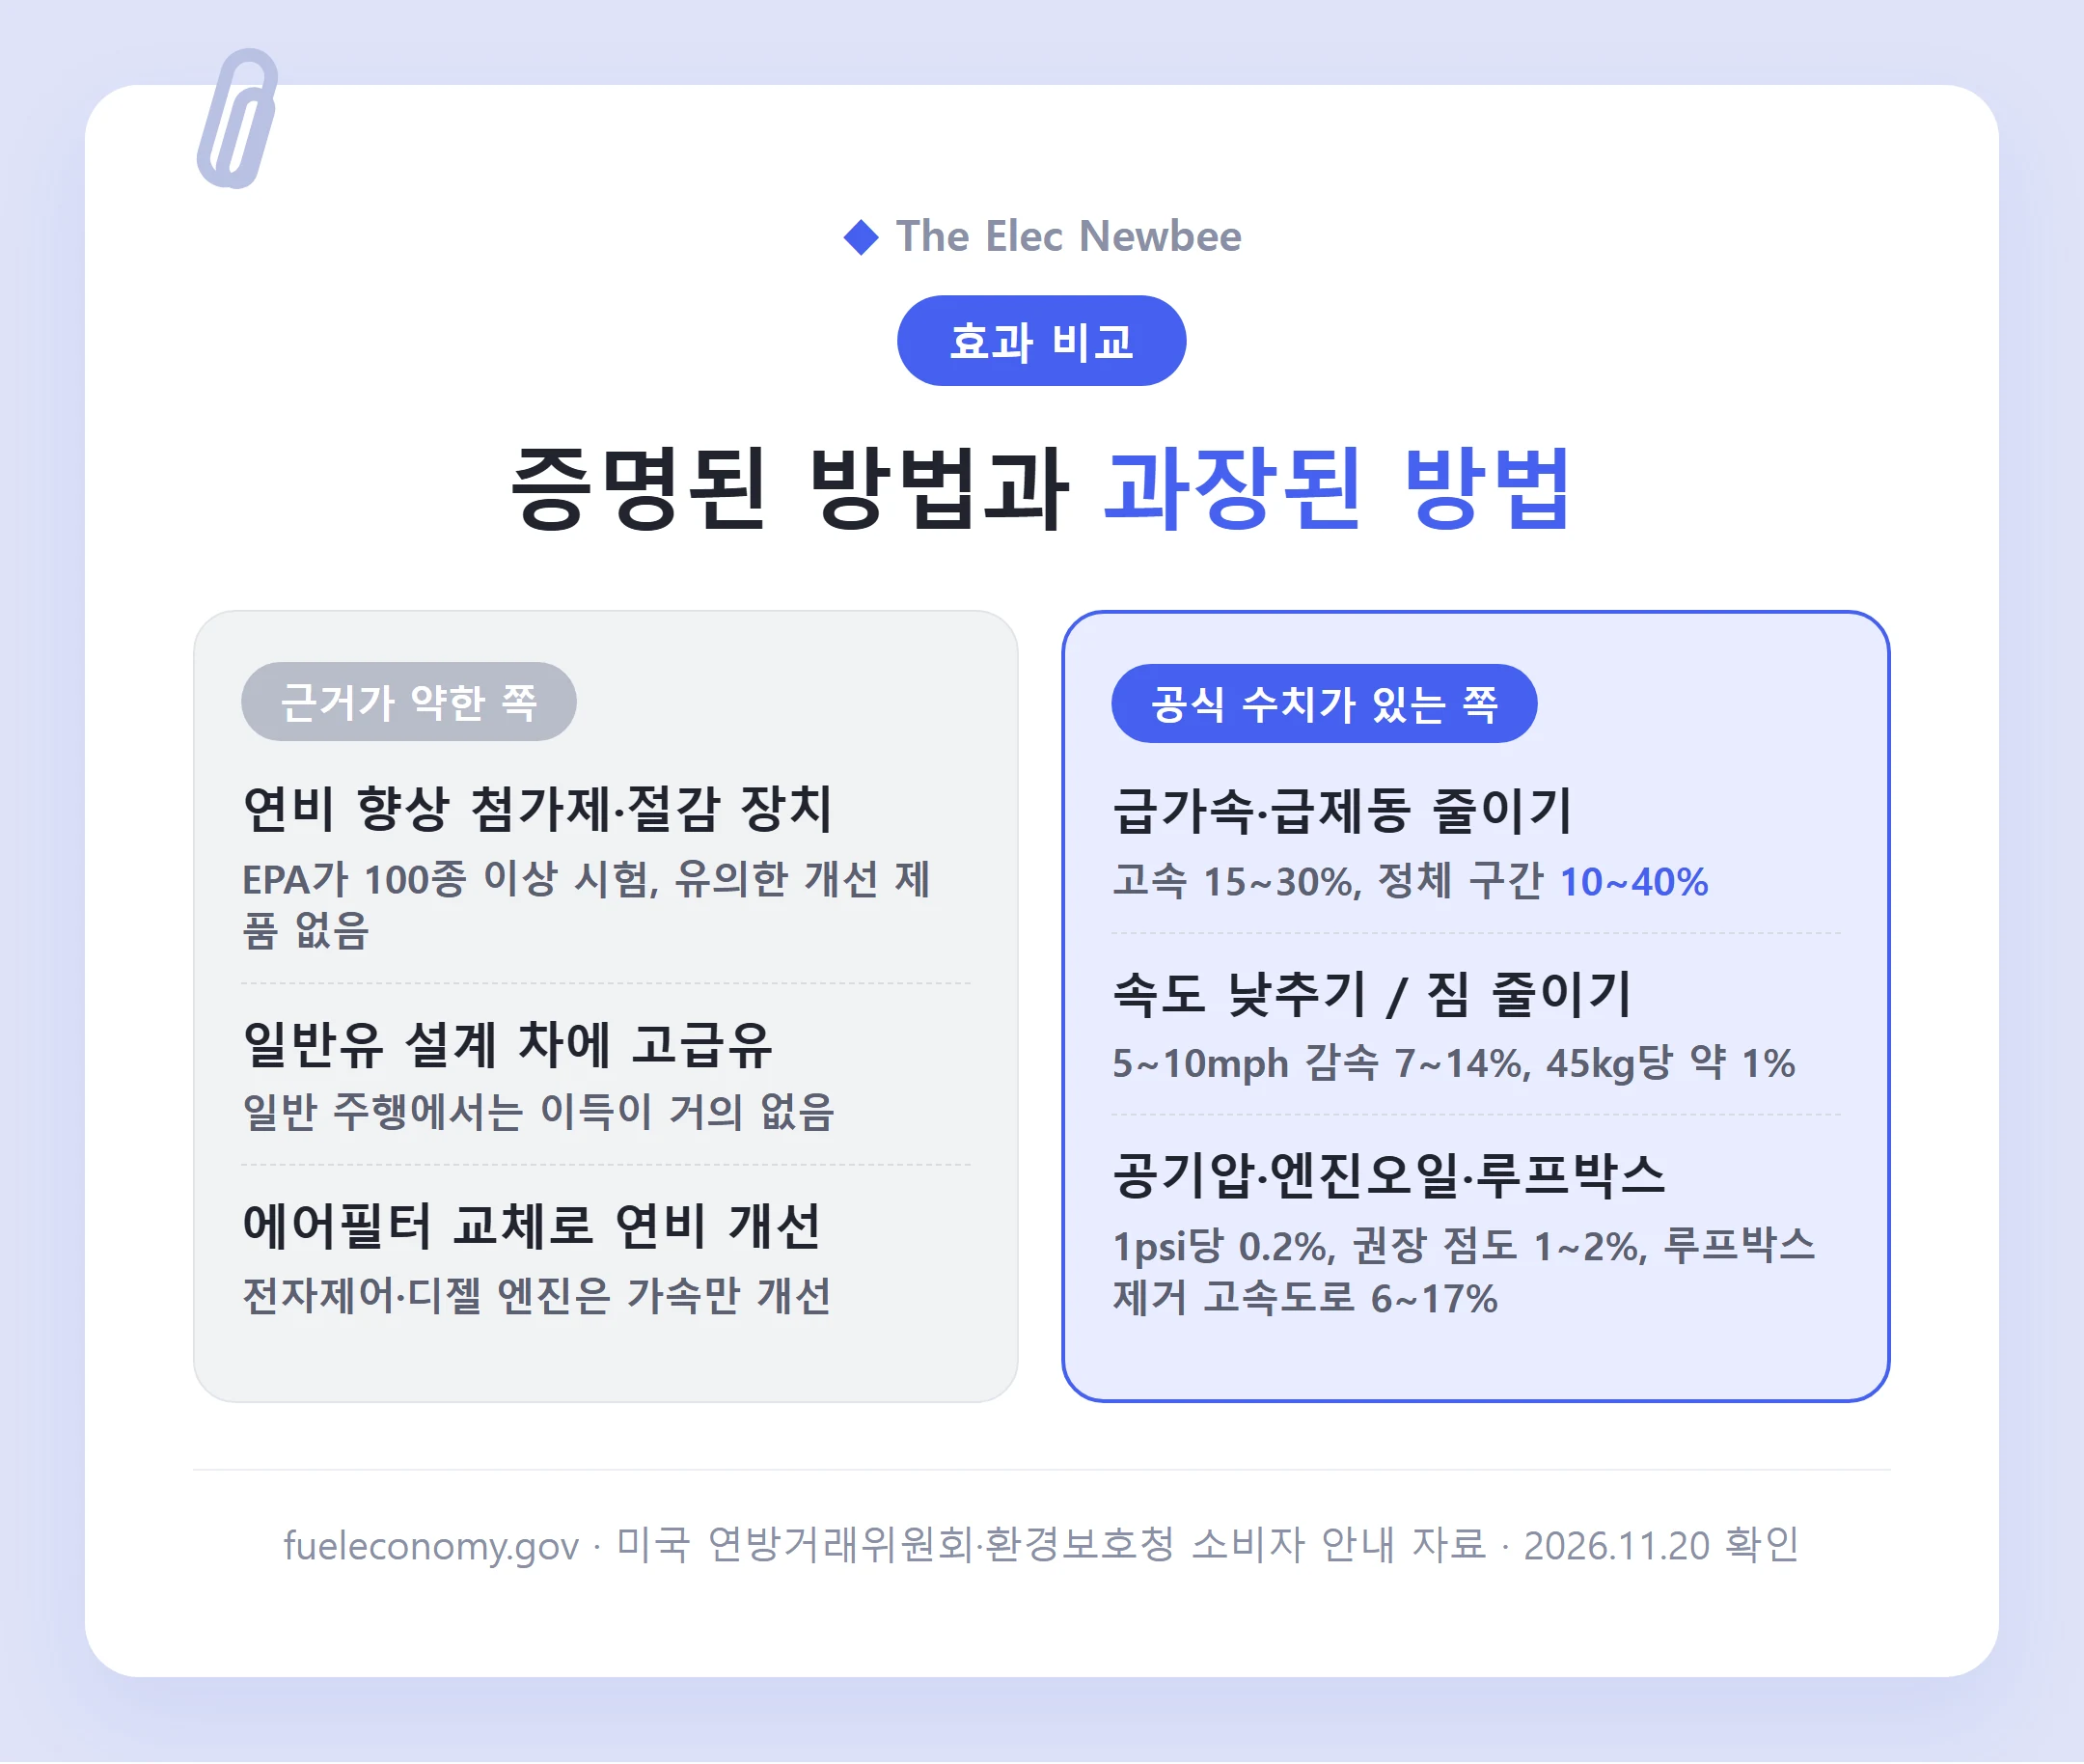 The Elec Newbee
효과 비교
증명된 방법과 과장된 방법
근거가 약한 쪽
연비 향상 첨가제·절감 장치
EPA가 100종 이상 시험, 유의한 개선 제
품 없음
일반유 설계 차에 고급유
일반 주행에서는 이득이 거의 없음
에어필터 교체로 연비 개선
전자제어·디젤 엔진은 가속만 개선
공식 수치가 있는 쪽
급가속·급제동 줄이기
고속 15~30%, 정체 구간 10~40%
속도 낮추기 / 짐 줄이기
5~10mph 감속 7~14%, 45kg당 약 1%
공기압·엔진오일·루프박스
1psi당 0.2%, 권장 점도 1~2%, 루프박스
제거 고속도로 6~17%
fueleconomy.gov · 미국 연방거래위원회·환경보호청 소비자 안내 자료 · 2026.11.20 확인